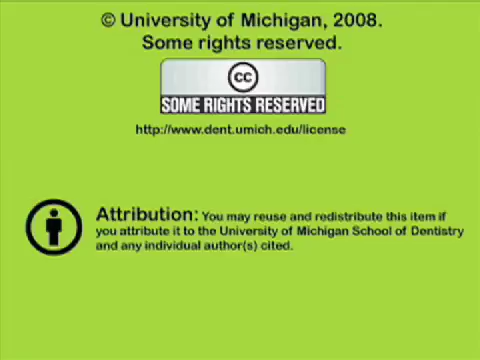 © University of Michigan, 2008.
Some rights reserved.
cc
SOME RIGHTS RESERVED
http://www.dent.umich.edu/license
Attribution: You may reuse and redistribute this item if
you attribute it to the University of Michigan School of Dentistry
and any individual author(s) cited.